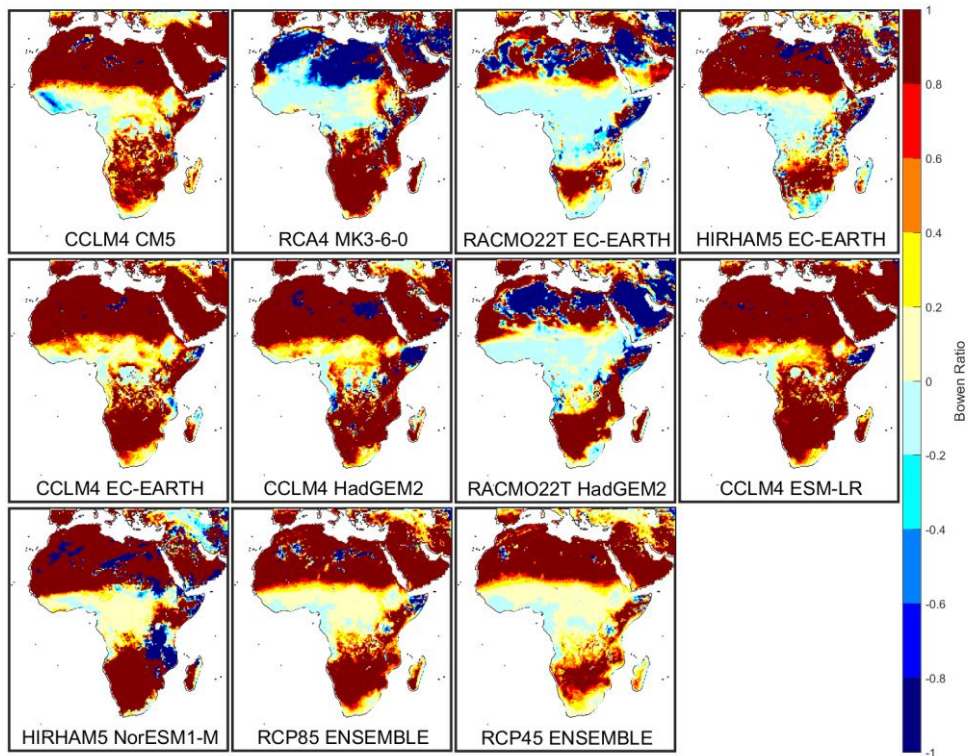 CCLM4 CM5
RCA4 MK3-6-0
RACMO22T EC-EARTH
HIRHAM5 EC-EARTH
CCLM4 EC-EARTH
CCLM4 HadGEM2
RACMO22T HadGEM2
CCLM4 ESM-LR
HIRHAM5 NorESM1-M
RCP85 ENSEMBLE
RCP45 ENSEMBLE
1
0.8
0.6
0.4
0.2
0
-0.2
-0.4
-0.6
-0.8
-1
Bowen Ratio